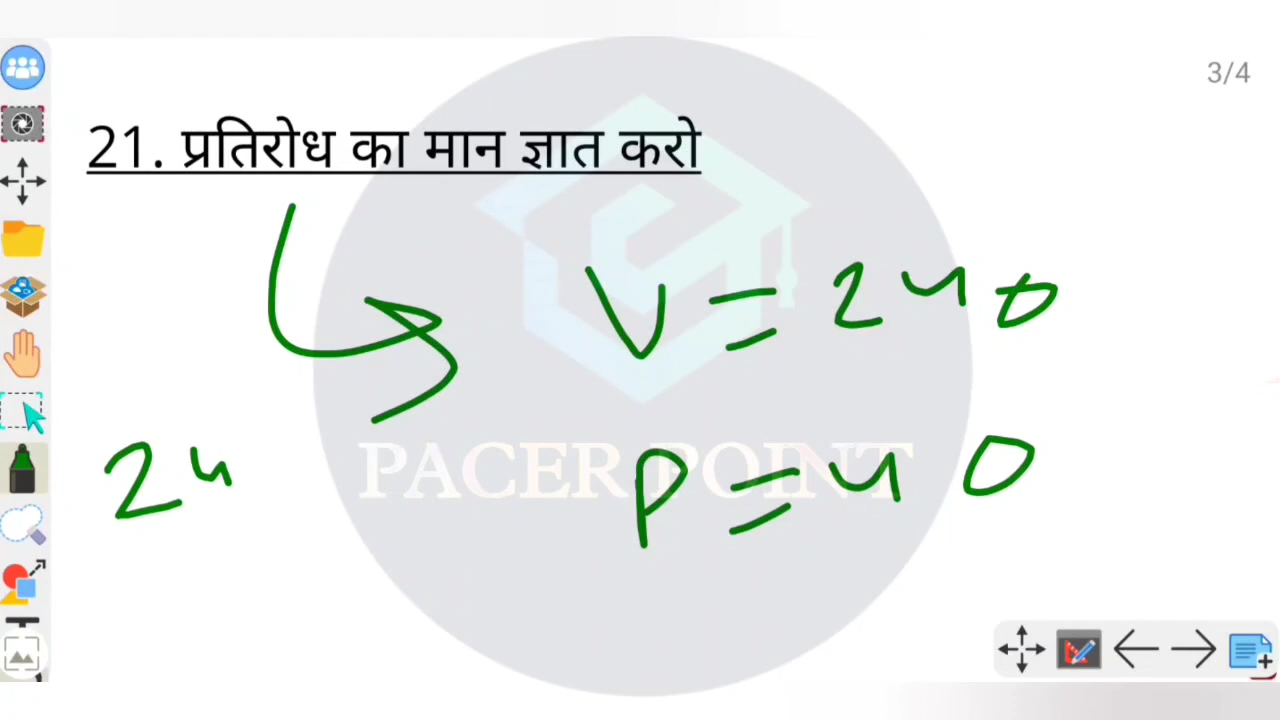 3/4
21. प्रतिरोध का मान ज्ञात करो
V = 240
PACER POINT
24
P = 40